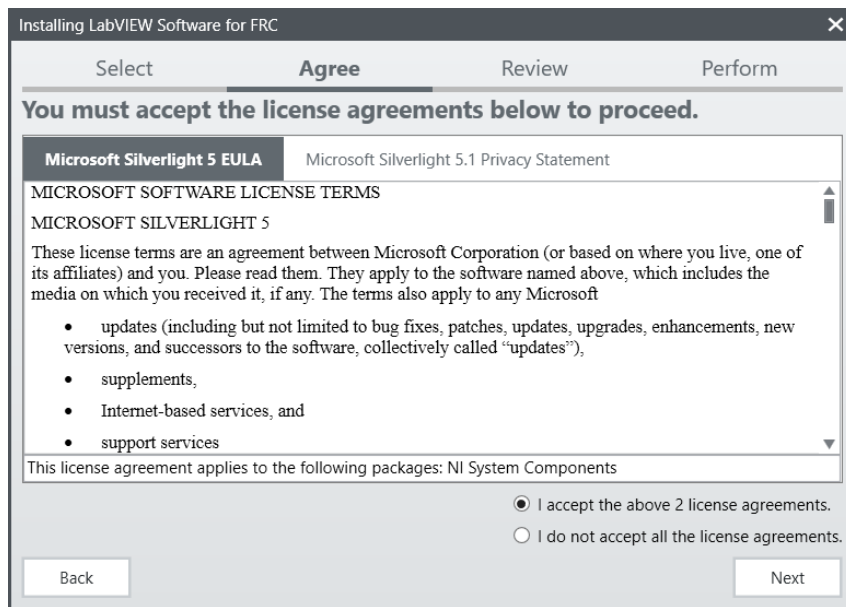 Installing LabVIEW Software for FRC
Select Agree Review Perform
You must accept the license agreements below to proceed.
Microsoft Silverlight 5 EULA Microsoft Silverlight 5.1 Privacy Statement
MICROSOFT SOFTWARE LICENSE TERMS
MICROSOFT SILVERLIGHT 5
These license terms are an agreement between Microsoft Corporation (or based on where you live, one of
its affiliates) and you. Please read them. They apply to the software named above, which includes the
media on which you received it, if any. The terms also apply to any Microsoft
• updates (including but not limited to bug fixes, patches, updates, upgrades, enhancements, new
versions, and successors to the software, collectively called “updates”),
• supplements,
• Internet-based services, and
• support services
This license agreement applies to the following packages: NI System Components
I accept the above 2 license agreements.
I do not accept all the license agreements.
Back Next